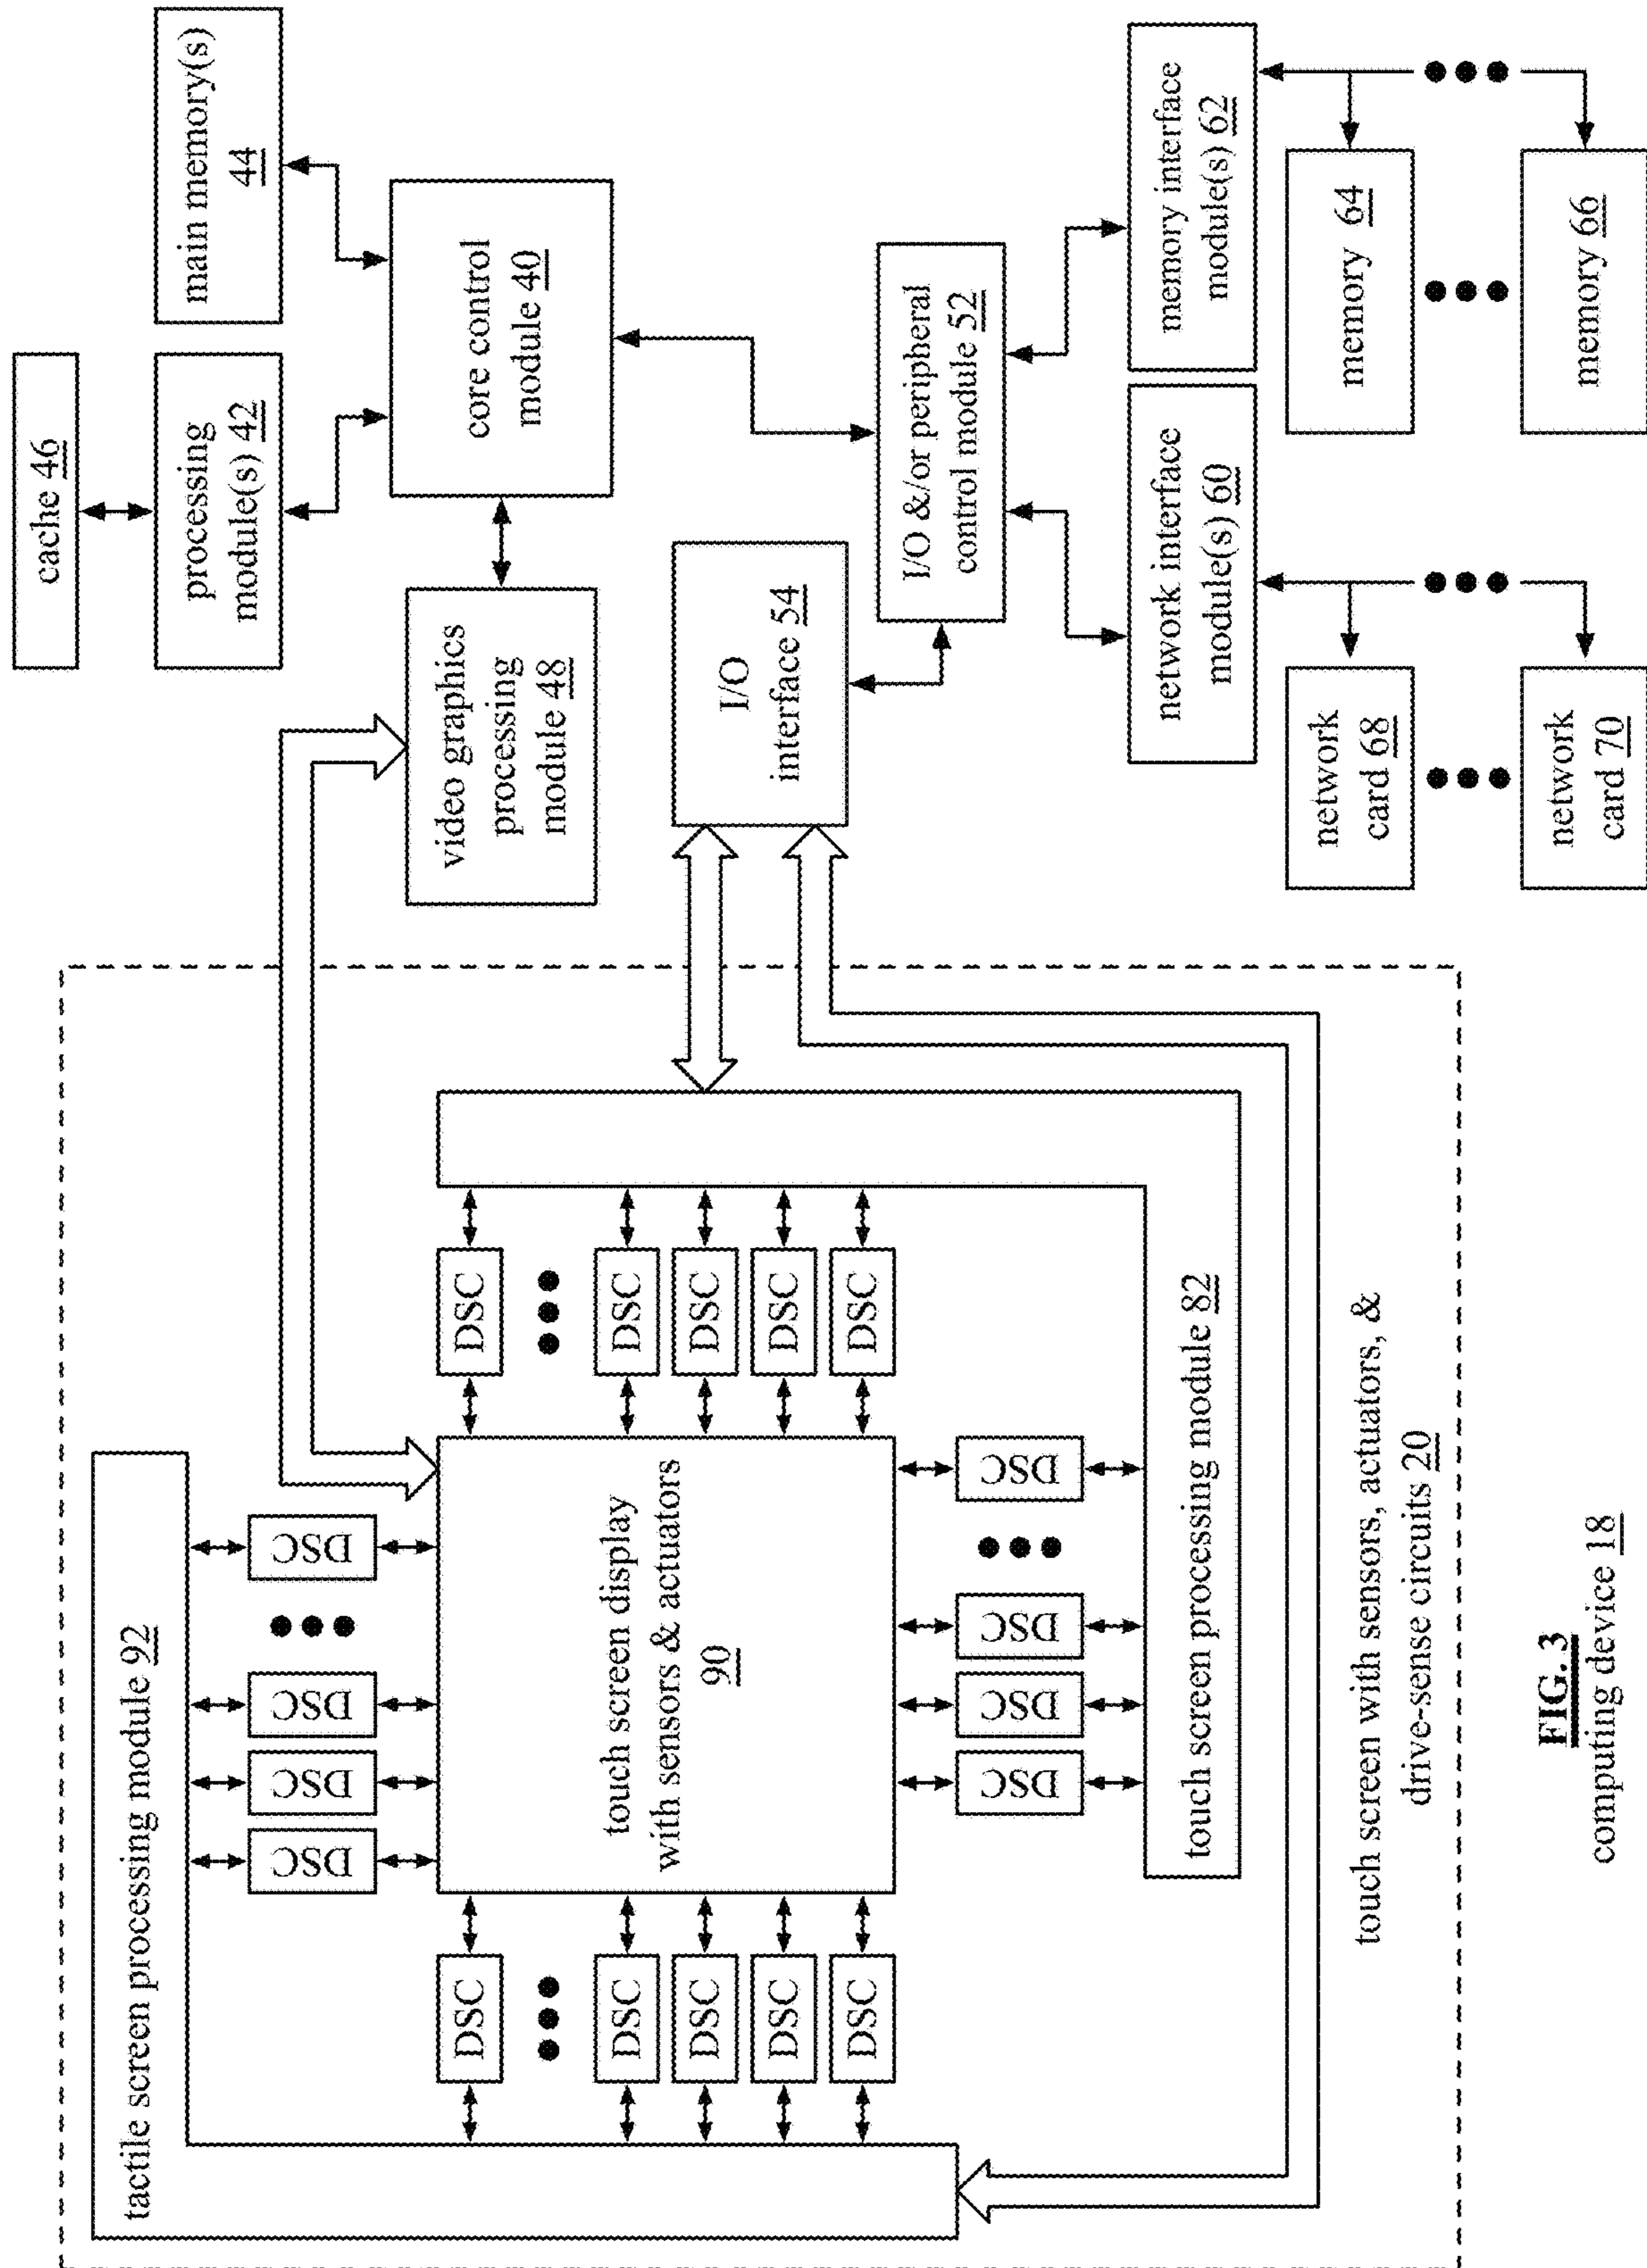 cache 46
processing
module(s) 42
main memory(s)
44
core control
module 40
video graphics
processing
module 48
I/O
interface 54
I/O &/or peripheral
control module 52
network interface
module(s) 60
memory interface
module(s) 62
network
card 68
network
card 70
memory 64
memory 66
tactile screen processing module 92
DSC
DSC
DSC
DSC
DSC
DSC
DSC
DSC
DSC
touch screen display
with sensors & actuators
90
DSC
DSC
DSC
DSC
DSC
DSC
DSC
DSC
DSC
touch screen processing module 82
touch screen with sensors, actuators, &
drive-sense circuits 20
FIG. 3
computing device 18